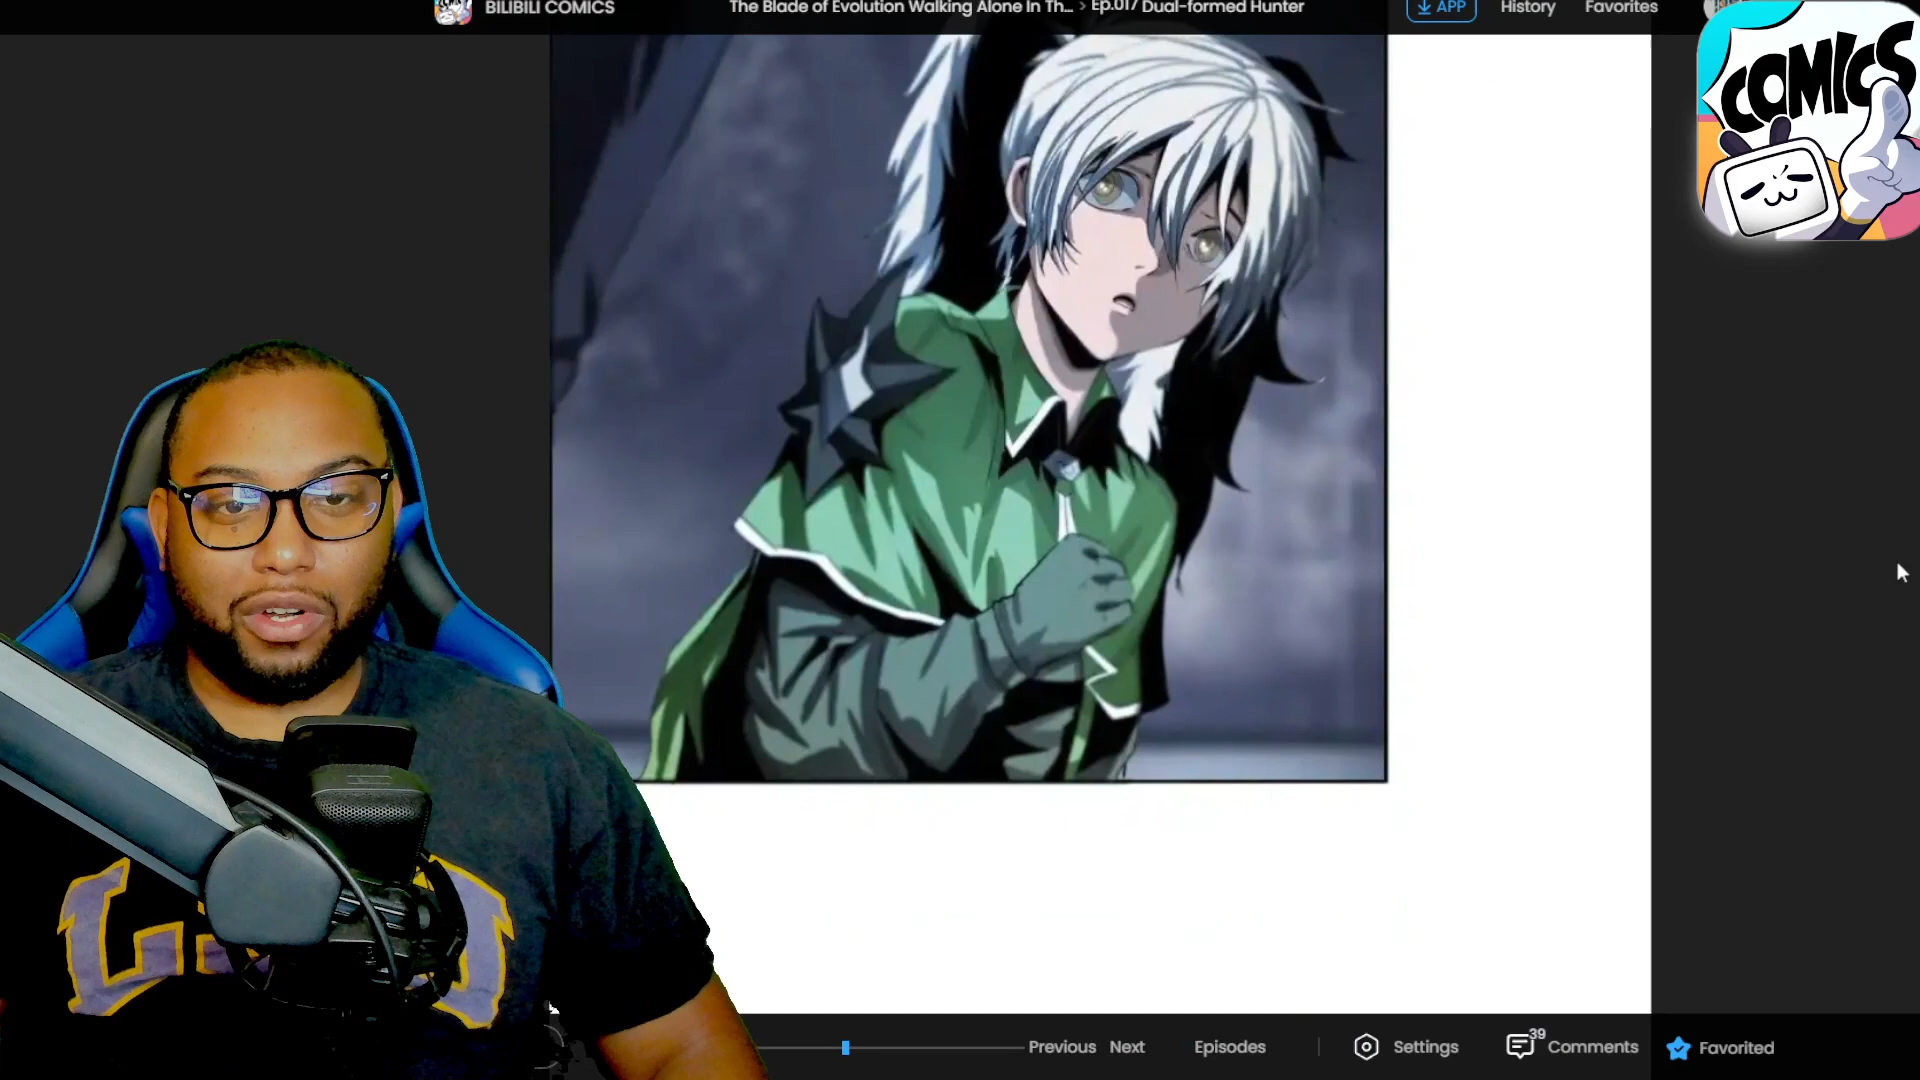 BILIBILI COMICS
The Blade of Evolution Walking Alone In Th... > Ep.017 Dual-formed Hunter
APP
History
Favorites
COMICS
Previous
Next
Episodes
Settings
39
Comments
Favorited